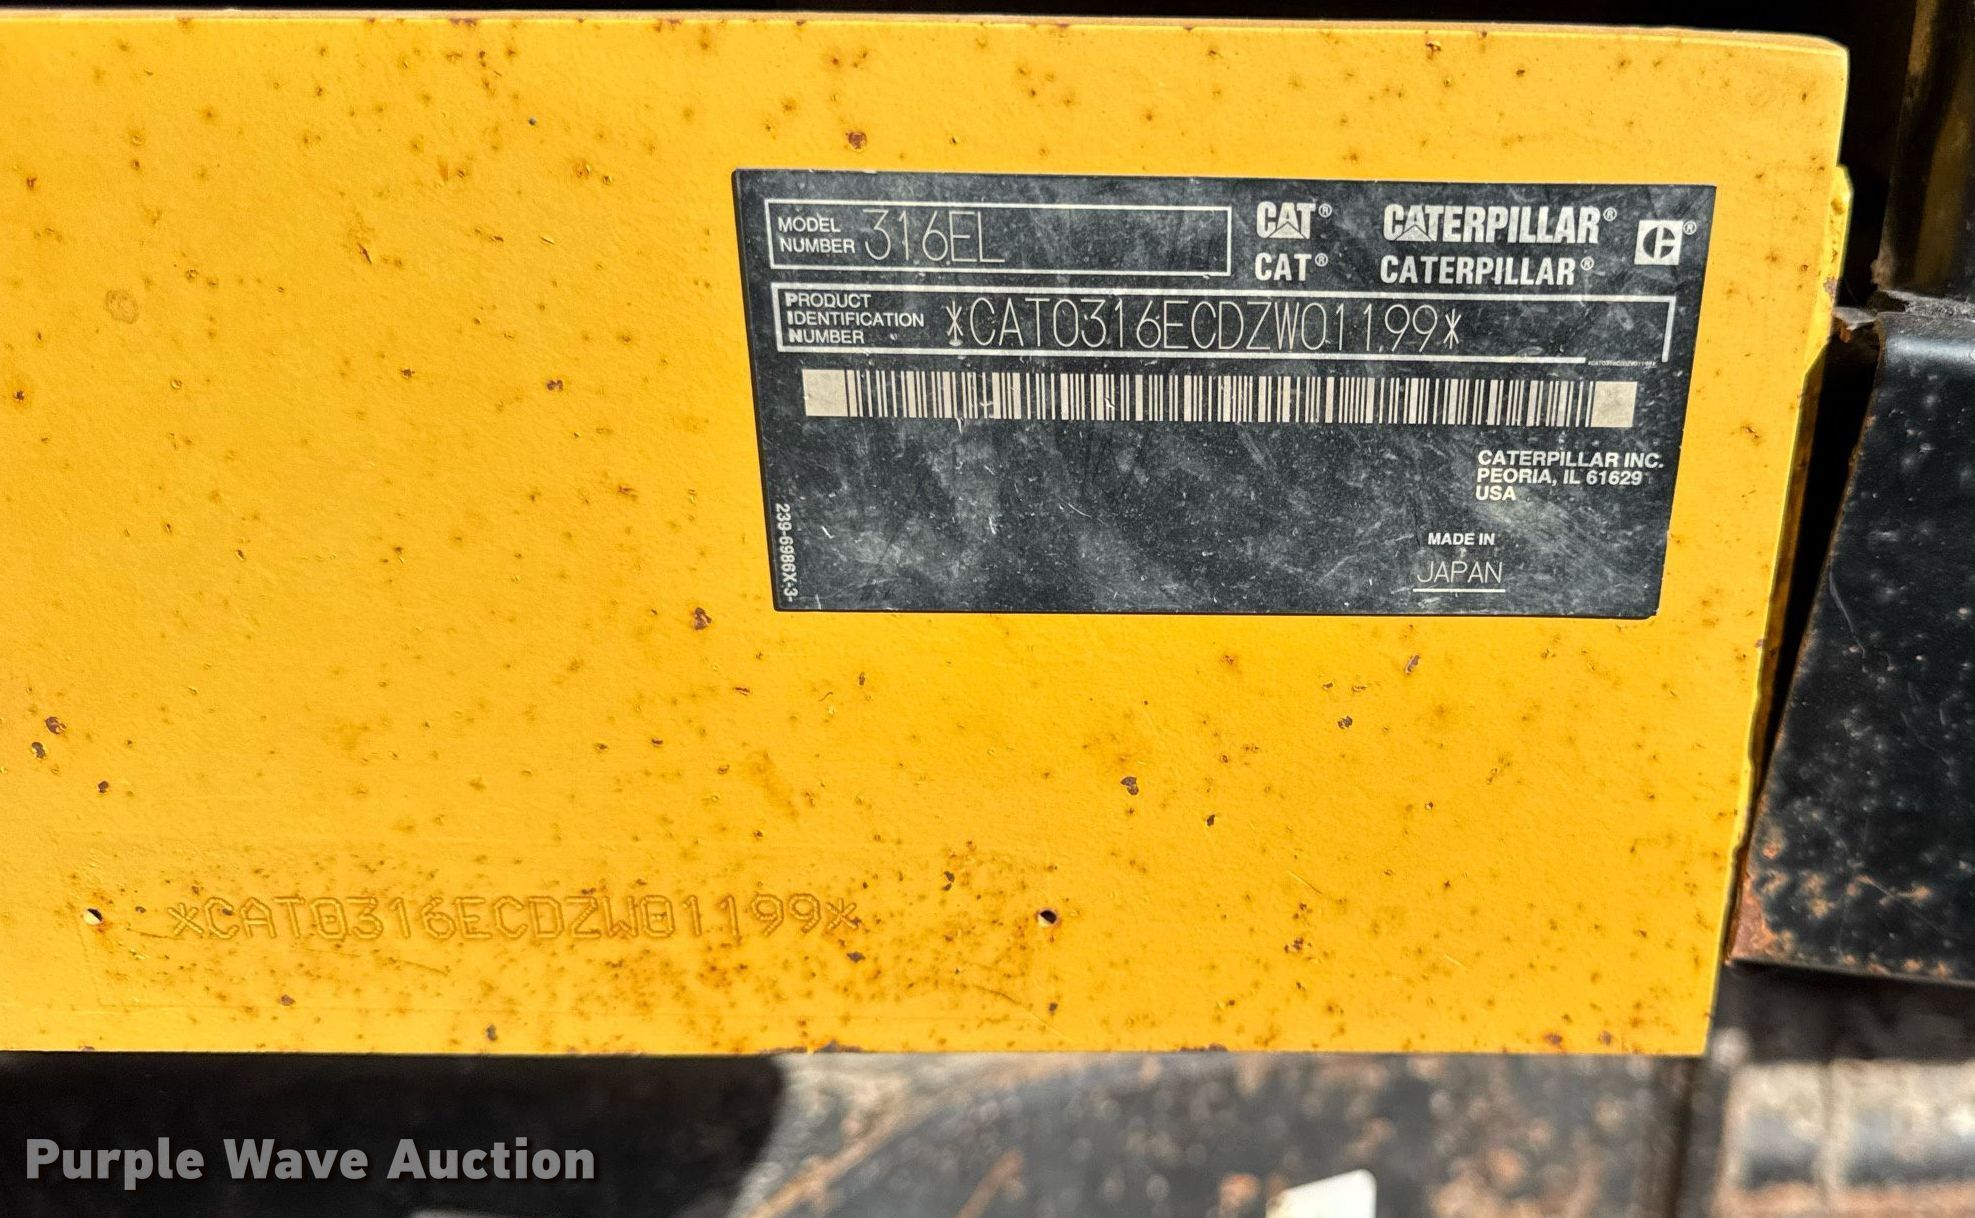 MODEL NUMBER 316EL
CAT® CATERPILLAR® C®
CAT® CATERPILLAR®
PRODUCT IDENTIFICATION NUMBER *CAT0316ECDZW01199*
CATERPILLAR INC.
PEORIA, IL 61629
USA
MADE IN
JAPAN
239-6986X-3-
*CAT0316ECDZW01199*
Purple Wave Auction